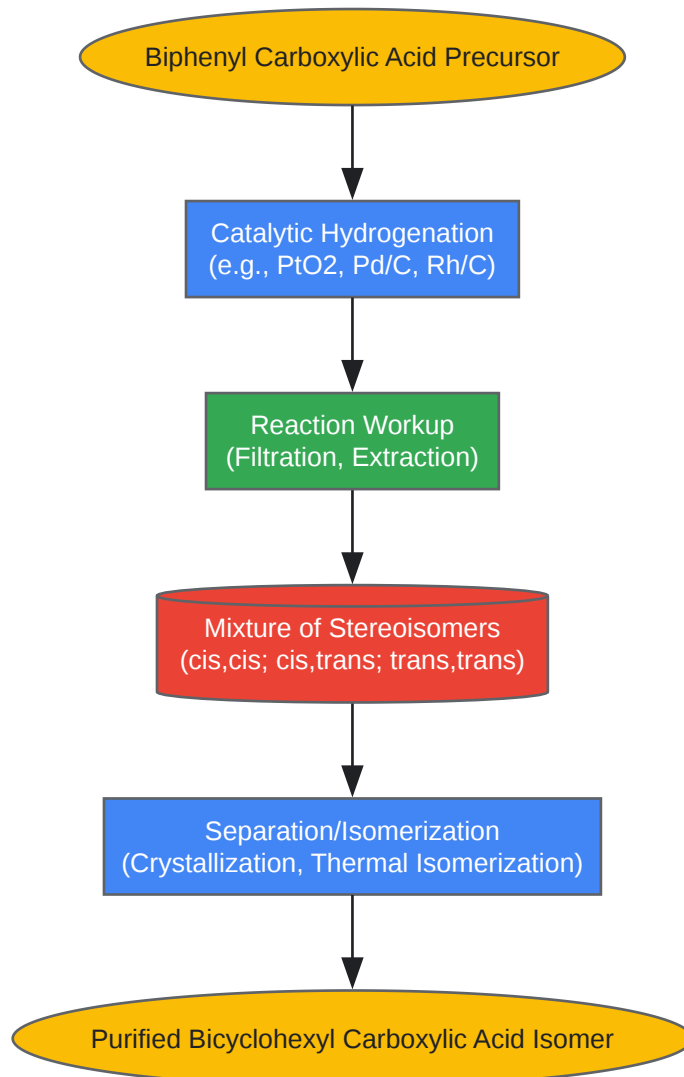 Biphenyl Carboxylic Acid Precursor
Catalytic Hydrogenation
(e.g., PtO2, Pd/C, Rh/C)
Reaction Workup
(Filtration, Extraction)
Mixture of Stereoisomers
(cis,cis; cis,trans; trans,trans)
Separation/Isomerization
(Crystallization, Thermal Isomerization)
Purified Bicyclohexyl Carboxylic Acid Isomer